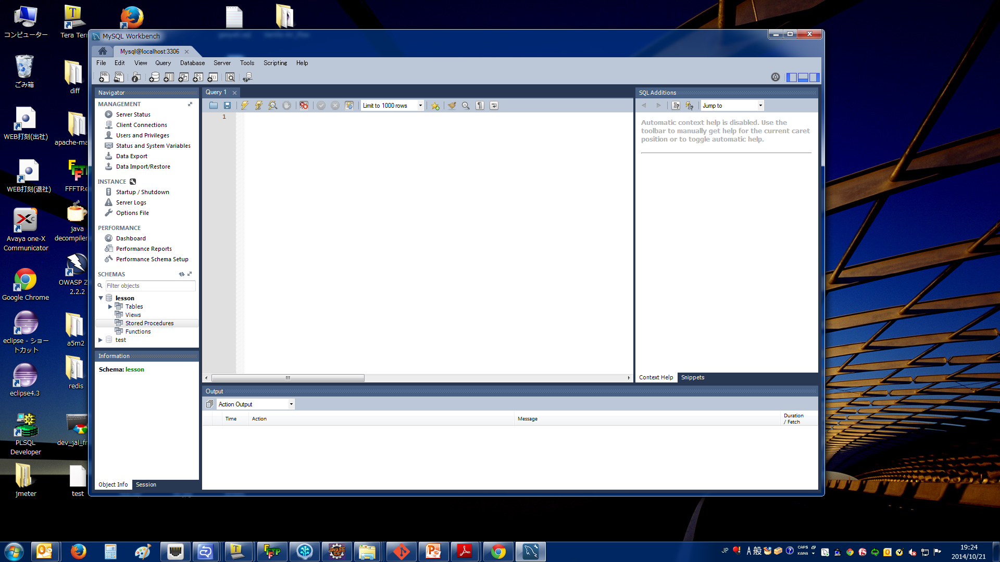 コンピューター
Tera Ter
ごみ箱
diff
WEB打刻(出社)
apache-ma
WEB打刻(退社)
FFFTP.e
Avaya one-X
Communicator
java
decompiler
OWASP Z
2.2.2
Google Chrome
eclipse - ショー
トカット
a5m2
eclipse4.3
redis
PLSQL
Developer
dev_jal_fr
jmeter
test
MySQL Workbench
Mysql@localhost:3306
File Edit View Query Database Server Tools Scripting Help
Navigator
MANAGEMENT
Server Status
Client Connections
Users and Privileges
Status and System Variables
Data Export
Data Import/Restore
INSTANCE
Startup / Shutdown
Server Logs
Options File
PERFORMANCE
Dashboard
Performance Reports
Performance Schema Setup
SCHEMAS
Filter objects
lesson
Tables
Views
Stored Procedures
Functions
test
Information
Schema: lesson
Object Info Session
Query 1
Limit to 1000 rows
1
SQL Additions
Jump to
Automatic context help is disabled. Use the
toolbar to manually get help for the current caret
position or to toggle automatic help.
Context Help Snippets
Output
Action Output
Time Action Message Duration
/ Fetch
JP A 般 CAPS
KANA
19:24
2014/10/21